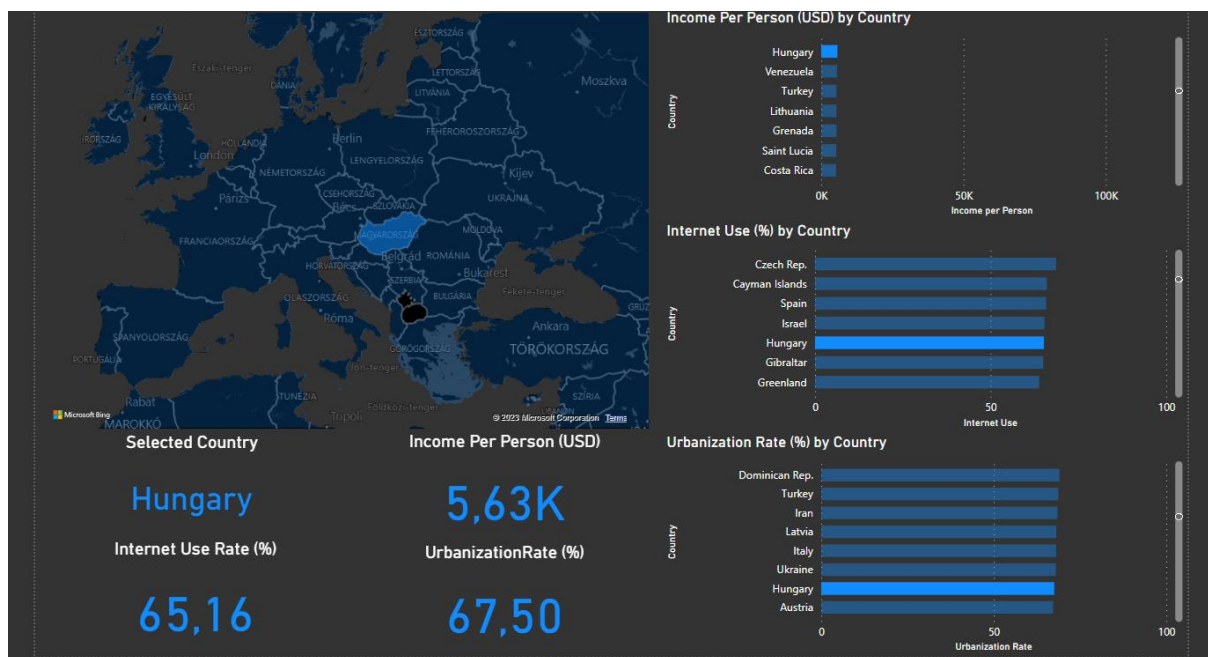 ÉSZTORSZÁG
Északi-tenger
LETTORSZÁG
Moszkva
DÁNIA
LITVÁNIA
EGYESÜLT
KIRÁLYSÁG
FEHÉROROSZORSZÁG
ÍRORSZÁG
HOLLANDIA
Berlin
London
LENGYELORSZÁG
NÉMETORSZÁG
Kijev
CSEHORSZÁG
Párizs
Bécs
SZLOVÁKIA
UKRAJNA
MAGYARORSZÁG
MOLDOVA
FRANCIAORSZÁG
Belgrád
ROMÁNIA
HORVÁTORSZÁG
Bukarest
SZERBIA
OLASZORSZÁG
BULGÁRIA
Fekete-tenger
GRÚZ
Róma
Ankara
SPANYOLORSZÁG
TÖRÖKORSZÁG
GÖRÖGORSZÁG
PORTUGÁLIA
Jón-tenger
TUNÉZIA
SZÍRIA
Rabat
Földközi-tenger
LIBANON
Tripoli
MAROKKÓ
Microsoft Bing
© 2023 Microsoft Corporation Terms
Selected Country
Hungary
Income Per Person (USD)
5,63K
Internet Use Rate (%)
65,16
UrbanizationRate (%)
67,50
Income Per Person (USD) by Country
Country
Hungary
Venezuela
Turkey
Lithuania
Grenada
Saint Lucia
Costa Rica
0K 50K 100K
Income per Person
Internet Use (%) by Country
Country
Czech Rep.
Cayman Islands
Spain
Israel
Hungary
Gibraltar
Greenland
0 50 100
Internet Use
Urbanization Rate (%) by Country
Country
Dominican Rep.
Turkey
Iran
Latvia
Italy
Ukraine
Hungary
Austria
0 50 100
Urbanization Rate